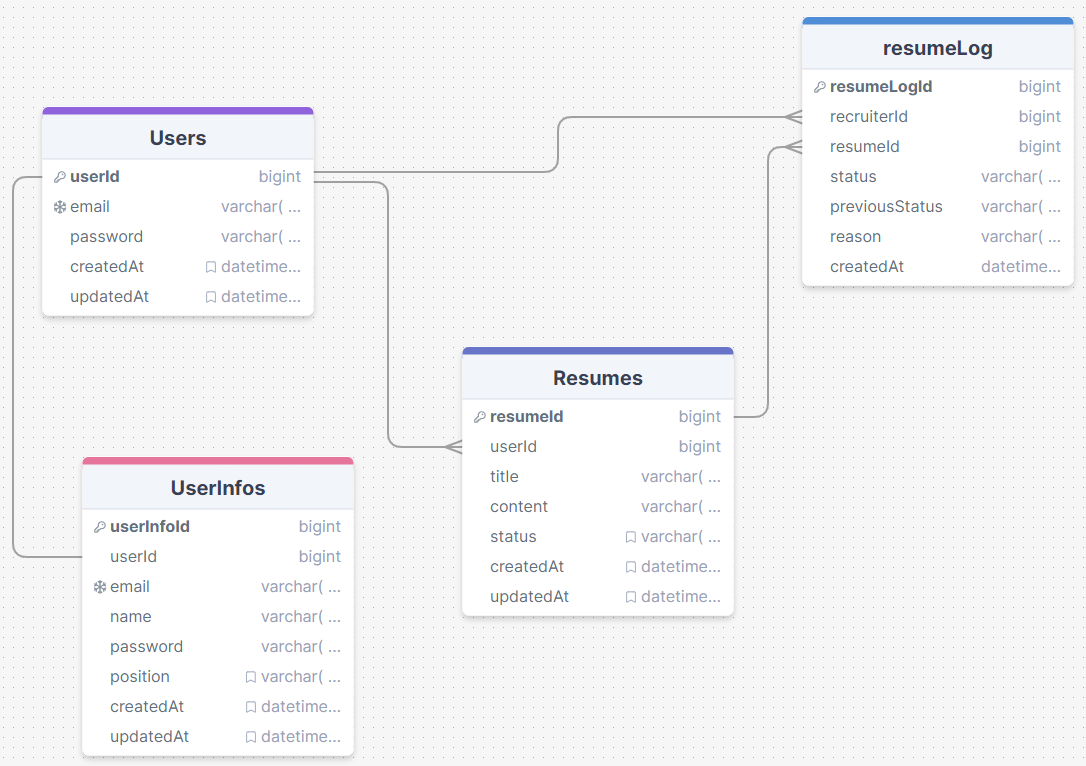 Users
userId bigint
email varchar( ...
password varchar( ...
createdAt datetime...
updatedAt datetime...
resumeLog
resumeLogId bigint
recruiterId bigint
resumeId bigint
status varchar( ...
previousStatus varchar( ...
reason varchar( ...
createdAt datetime...
Resumes
resumeId bigint
userId bigint
title varchar( ...
content varchar( ...
status varchar( ...
createdAt datetime...
updatedAt datetime...
UserInfos
userInfoId bigint
userId bigint
email varchar( ...
name varchar( ...
password varchar( ...
position varchar( ...
createdAt datetime...
updatedAt datetime...